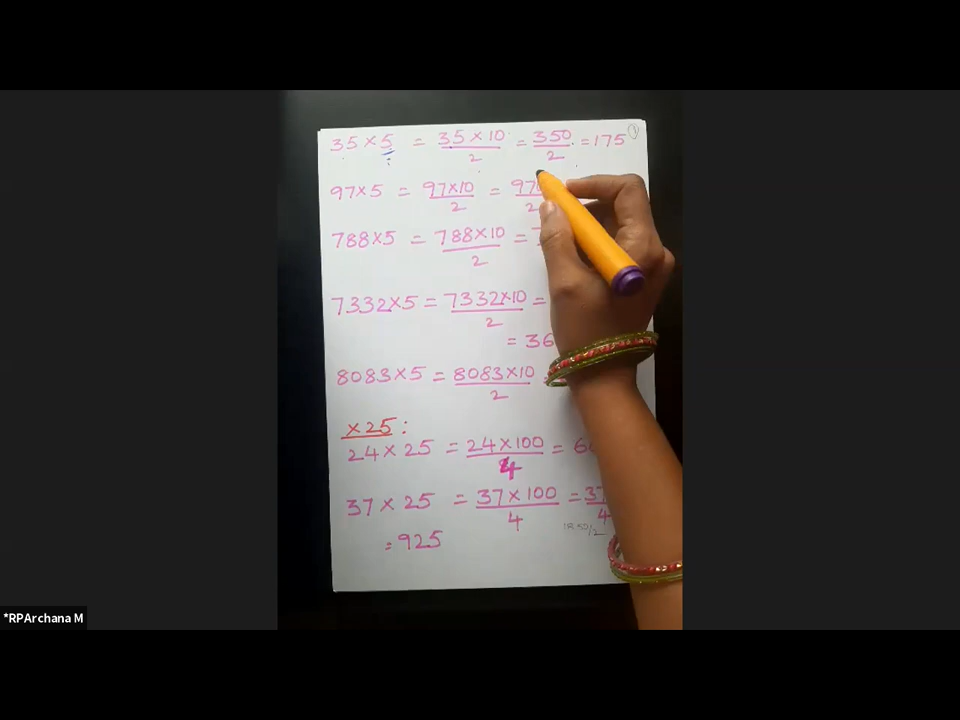 35 × 5 = 35 × 10 / 2 = 350 / 2 = 175
97 × 5 = 97 × 10 / 2 = 97
788 × 5 = 788 × 10 / 2 =
7332 × 5 = 7332 × 10 / 2 =
= 36
8083 × 5 = 8083 × 10 / 2
× 25 :
24 × 25 = 24 × 100 / 4 = 6
37 × 25 = 37 × 100 / 4 = 37 / 4
= 925
*RPArchana M